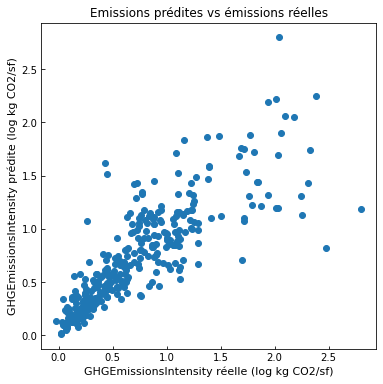 Emissions prédites vs émissions réelles
GHGEmissionsIntensity prédite (log kg CO2/sf)
2.5
2.0
1.5
1.0
0.5
0.0
0.0 0.5 1.0 1.5 2.0 2.5
GHGEmissionsIntensity réelle (log kg CO2/sf)